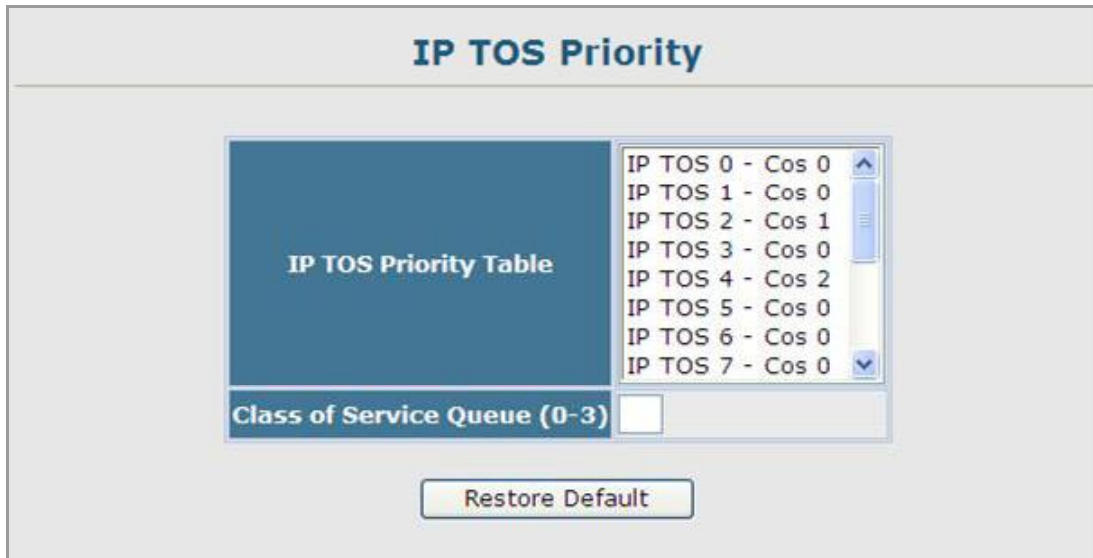 IP TOS Priority
IP TOS Priority Table
IP TOS 0 - Cos 0
IP TOS 1 - Cos 0
IP TOS 2 - Cos 1
IP TOS 3 - Cos 0
IP TOS 4 - Cos 2
IP TOS 5 - Cos 0
IP TOS 6 - Cos 0
IP TOS 7 - Cos 0
Class of Service Queue (0-3)
Restore Default